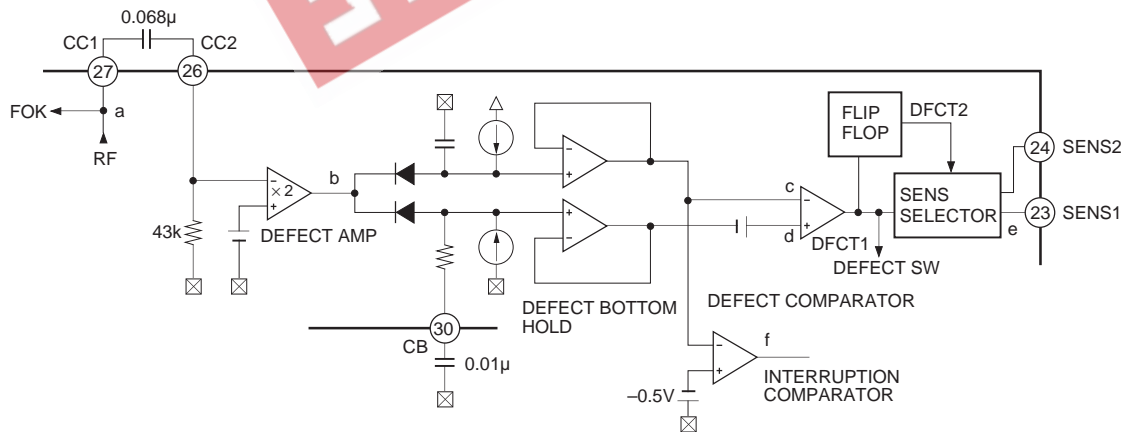 0.068µ
CC1
CC2
27
26
FOK
a
RF
FLIP
FLOP
DFCT2
24
SENS2
b
– × 2
+
–
+
c
–
SENS
SELECTOR
23
SENS1
43k
DEFECT AMP
+
–
d
+
DFCT1
e
DEFECT SW
DEFECT BOTTOM
HOLD
DEFECT COMPARATOR
30
CB
0.01µ
f
–
+
–0.5V
INTERRUPTION
COMPARATOR